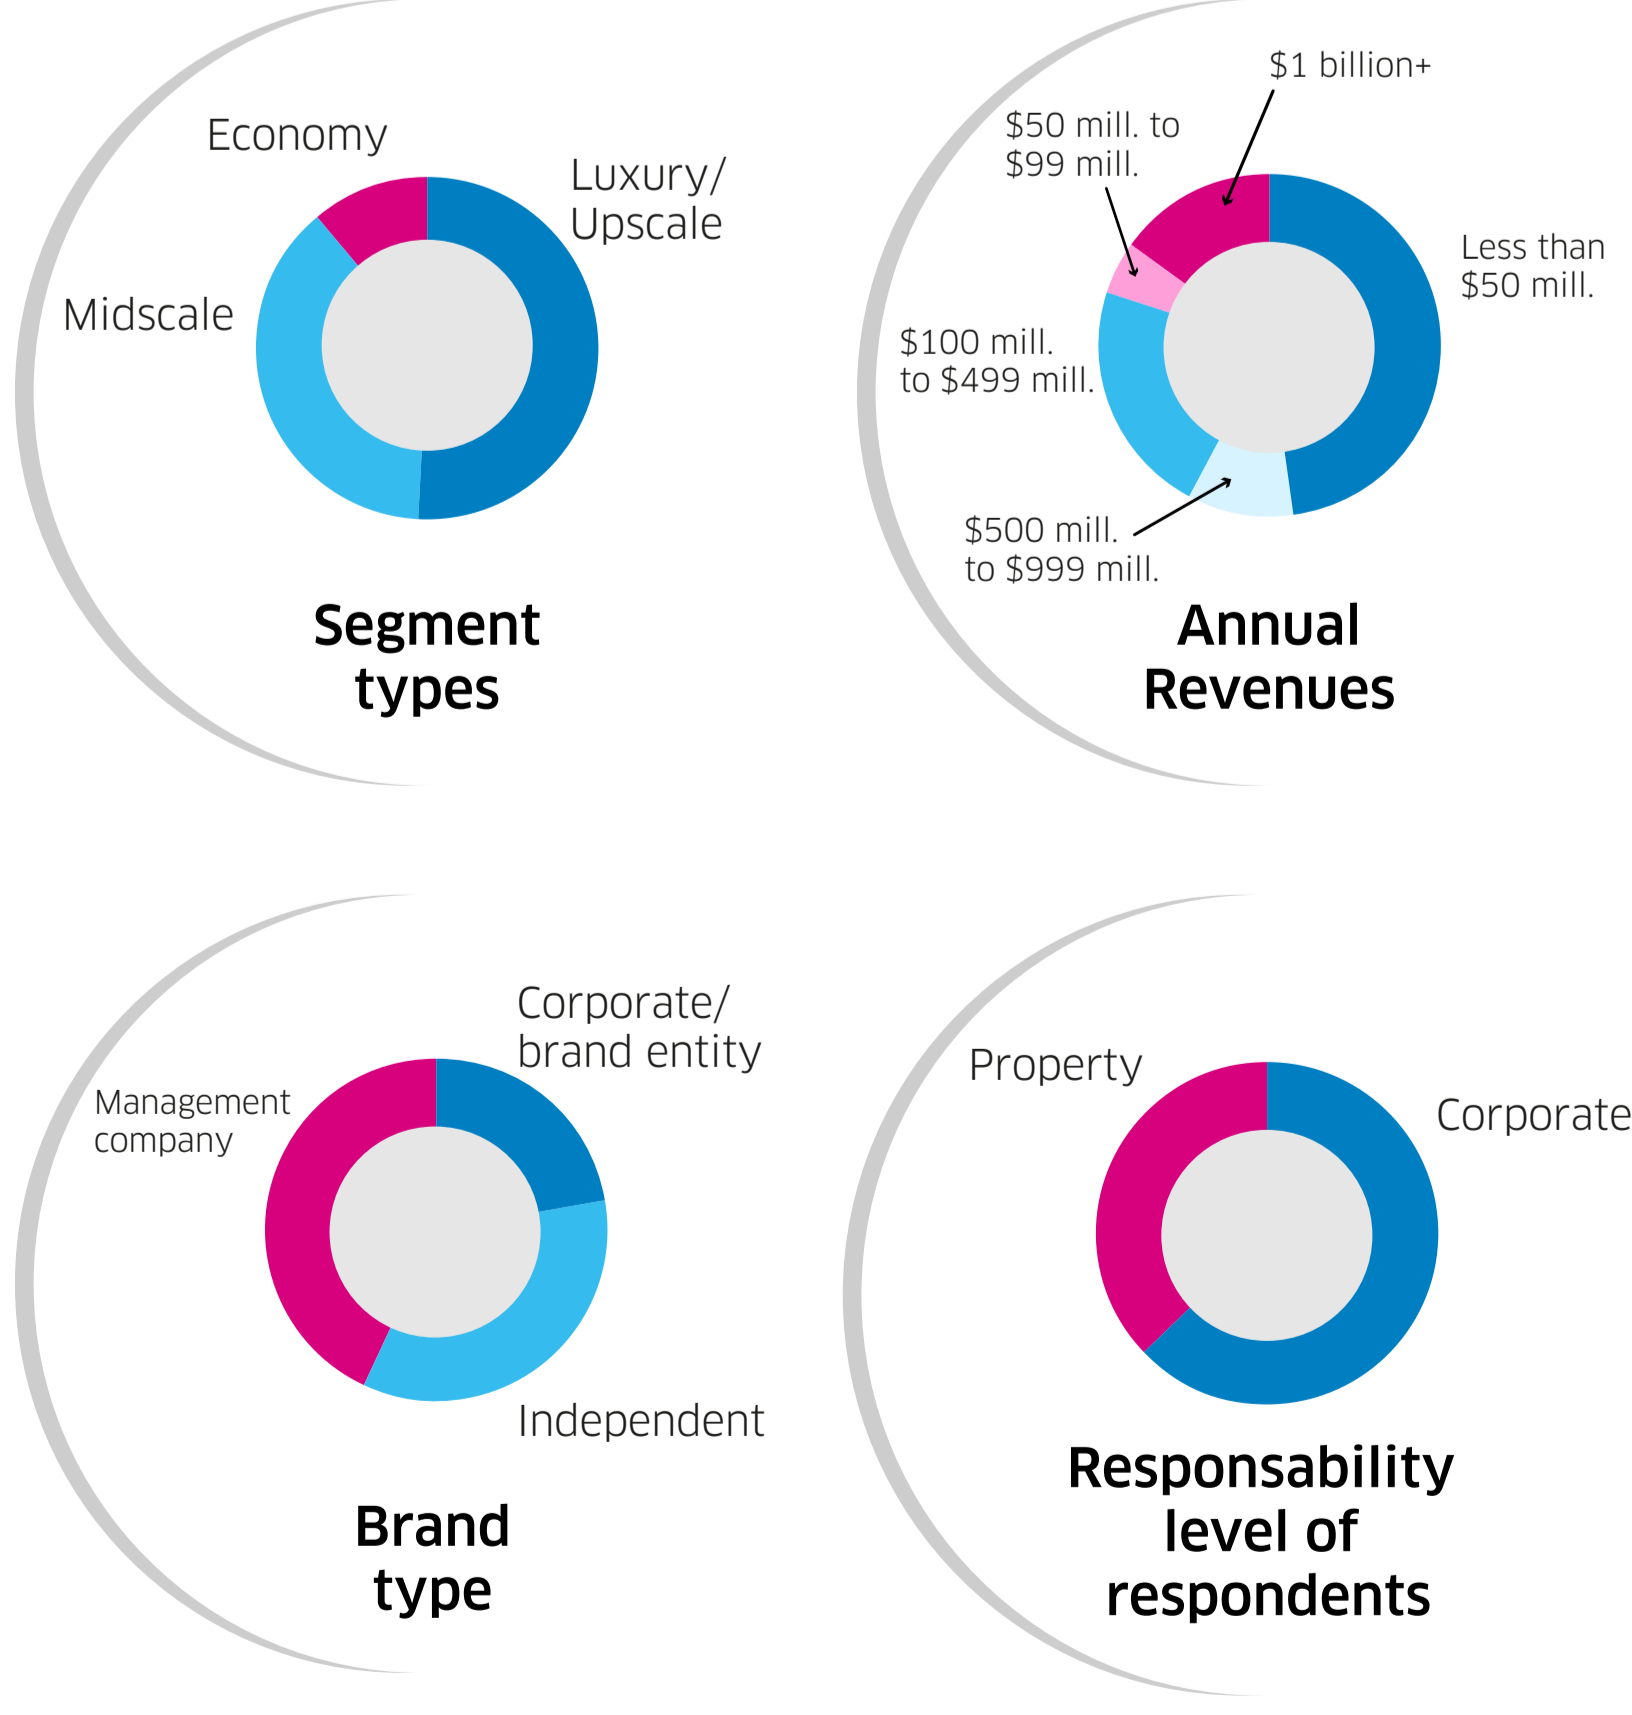 Economy
Luxury/
Upscale
Midscale
Segment
types
$1 billion+
$50 mill. to
$99 mill.
Less than
$50 mill.
$100 mill.
to $499 mill.
$500 mill.
to $999 mill.
Annual
Revenues
Corporate/
brand entity
Management
company
Independent
Brand
type
Property
Corporate
Responsability
level of
respondents